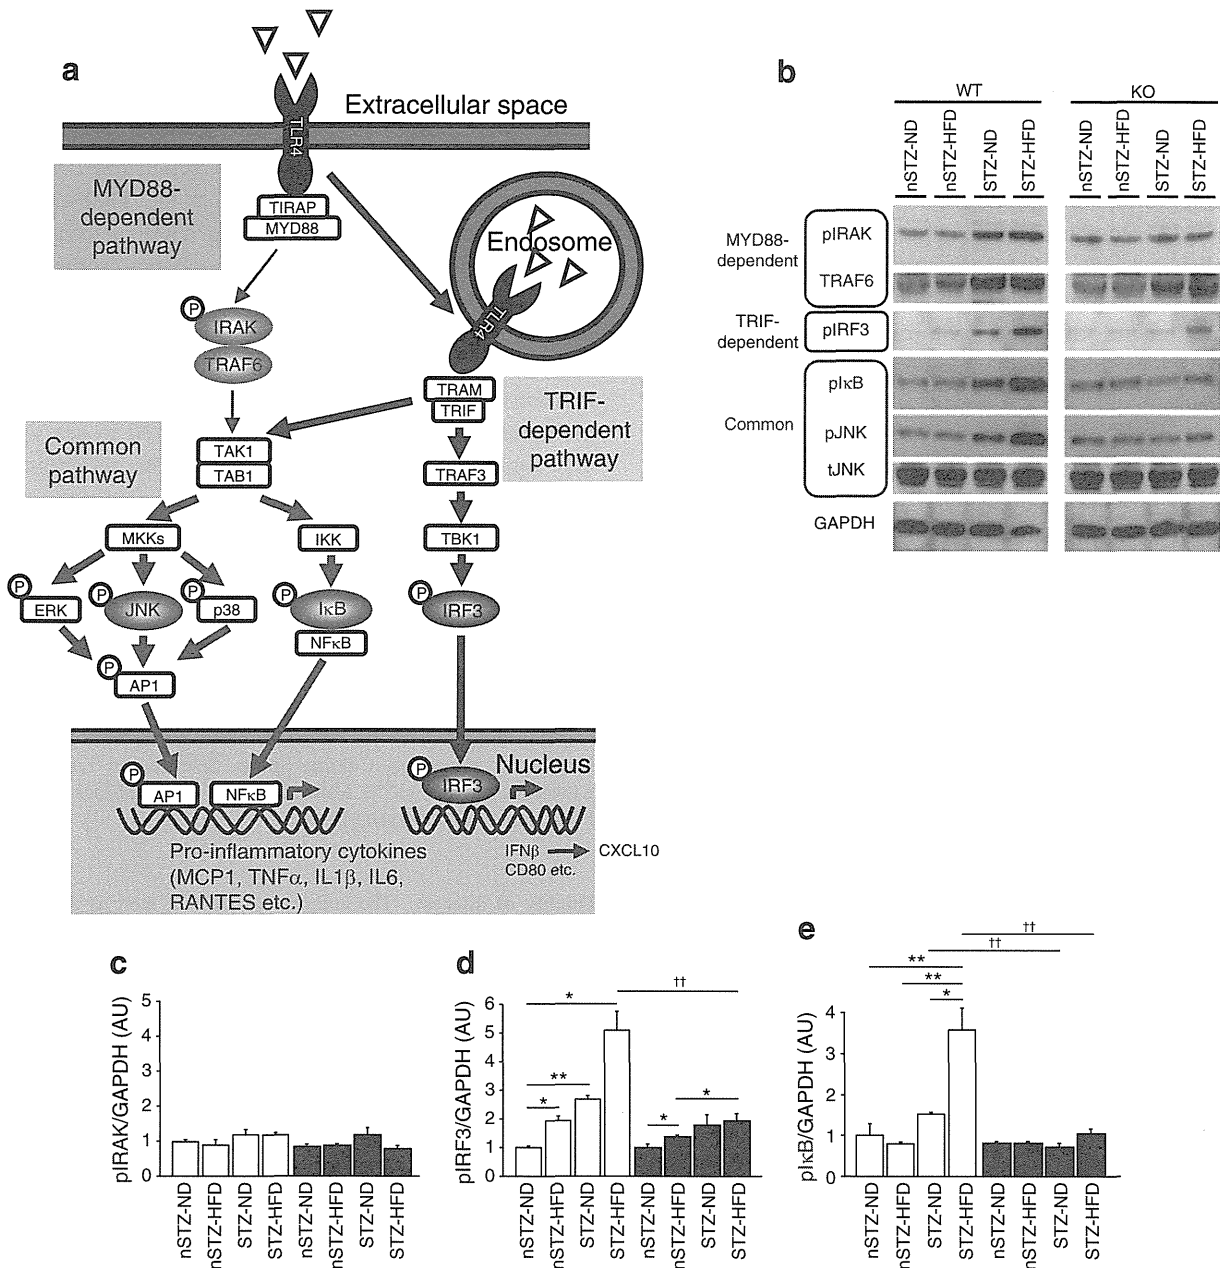 a
Extracellular space
TLR4
MYD88-
dependent
pathway
TIRAP
MYD88
Endosome
TLR4
P
IRAK
TRAF6
TRAM
TRIF
TRIF-
dependent
pathway
Common
pathway
TAK1
TAB1
TRAF3
MKKs
IKK
TBK1
P
ERK
P
JNK
P
p38
P
IκB
NFκB
P
IRF3
P
AP1
P
AP1
NFκB
P
IRF3
Nucleus
Pro-inflammatory cytokines
(MCP1, TNFα, IL1β, IL6,
RANTES etc.)
IFNβ
CXCL10
CD80 etc.
b
WT
KO
nSTZ-ND
nSTZ-HFD
STZ-ND
STZ-HFD
nSTZ-ND
nSTZ-HFD
STZ-ND
STZ-HFD
MYD88-
dependent
pIRAK
TRAF6
TRIF-
dependent
pIRF3
Common
pIκB
pJNK
tJNK
GAPDH
c
pIRAK/GAPDH (AU)
5
4
3
2
1
0
nSTZ-ND
nSTZ-HFD
STZ-ND
STZ-HFD
nSTZ-ND
nSTZ-HFD
STZ-ND
STZ-HFD
d
pIRF3/GAPDH (AU)
6
5
4
3
2
1
0
*
††
**
*
*
*
nSTZ-ND
nSTZ-HFD
STZ-ND
STZ-HFD
nSTZ-ND
nSTZ-HFD
STZ-ND
STZ-HFD
e
pIκB/GAPDH (AU)
4
3
2
1
0
††
††
**
**
*
nSTZ-ND
nSTZ-HFD
STZ-ND
STZ-HFD
nSTZ-ND
nSTZ-HFD
STZ-ND
STZ-HFD